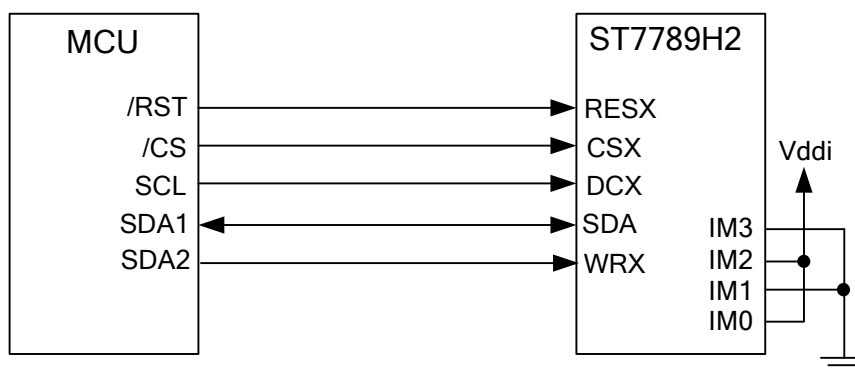 MCU
/RST
/CS
SCL
SDA1
SDA2
ST7789H2
RESX
CSX
DCX
SDA
WRX
IM3
IM2
IM1
IM0
Vddi